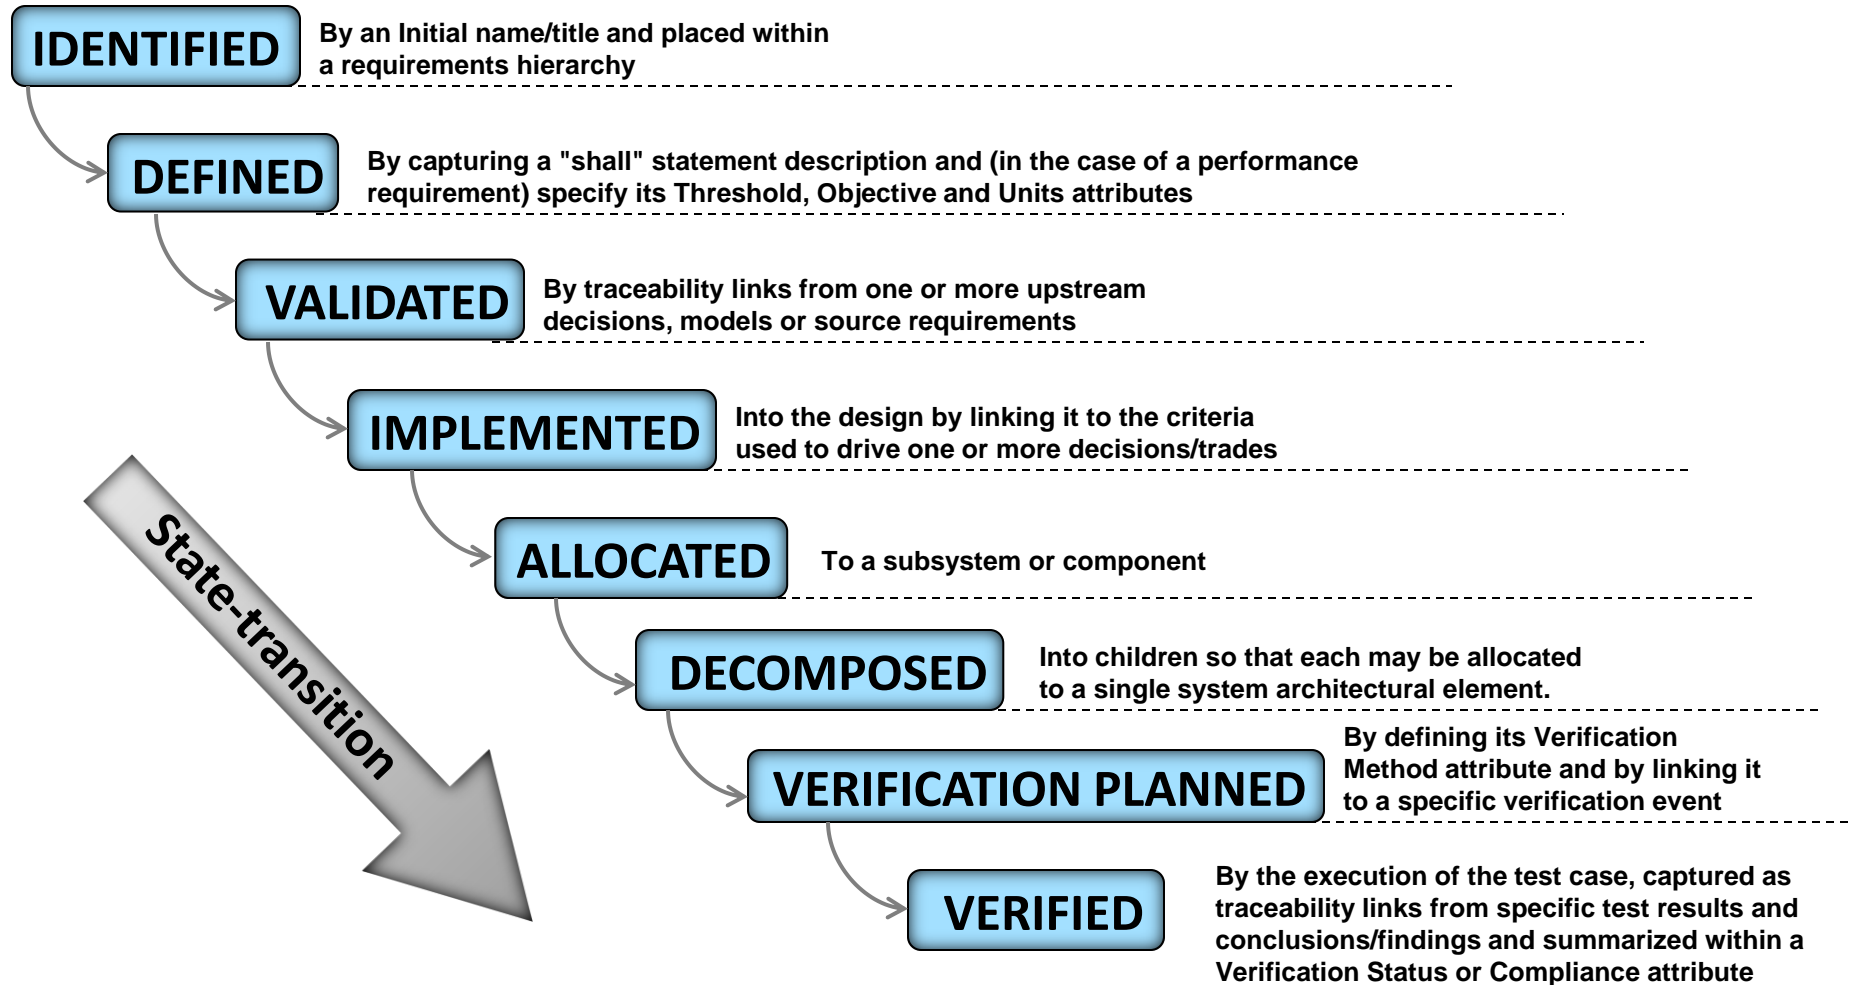 IDENTIFIED
By an Initial name/title and placed within
a requirements hierarchy
DEFINED
By capturing a "shall" statement description and (in the case of a performance
requirement) specify its Threshold, Objective and Units attributes
VALIDATED
By traceability links from one or more upstream
decisions, models or source requirements
IMPLEMENTED
Into the design by linking it to the criteria
used to drive one or more decisions/trades
State-transition
ALLOCATED
To a subsystem or component
DECOMPOSED
Into children so that each may be allocated
to a single system architectural element.
VERIFICATION PLANNED
By defining its Verification
Method attribute and by linking it
to a specific verification event
VERIFIED
By the execution of the test case, captured as
traceability links from specific test results and
conclusions/findings and summarized within a
Verification Status or Compliance attribute